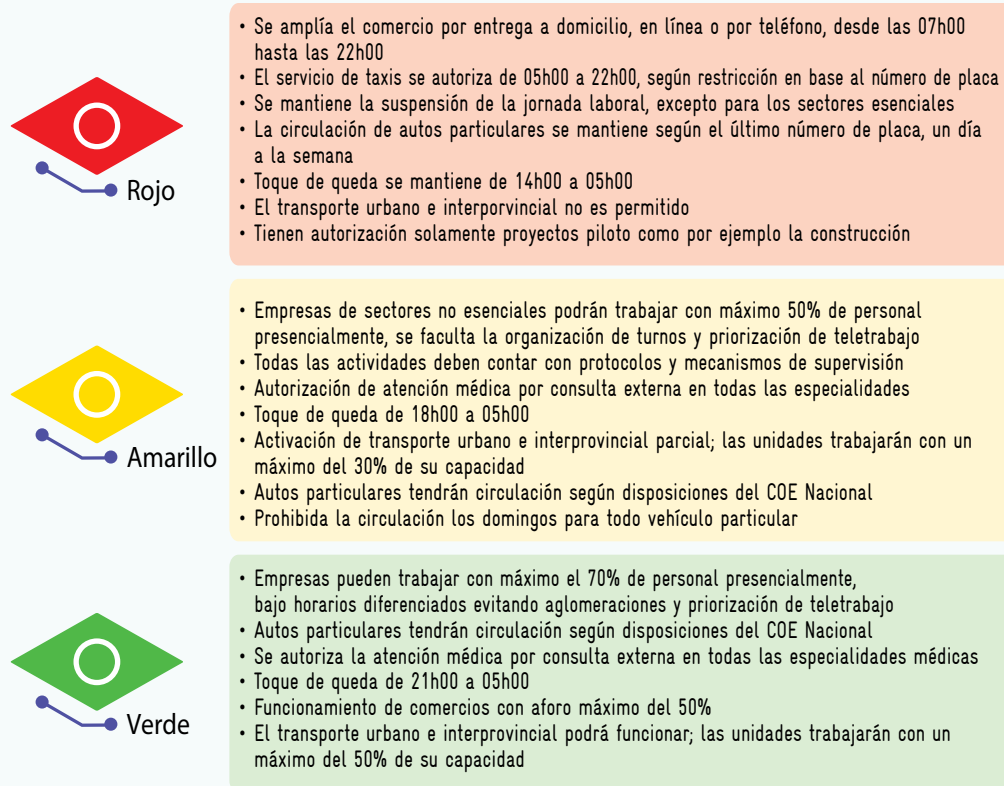 • Se amplía el comercio por entrega a domicilio, en línea o por teléfono, desde las 07h00
hasta las 22h00
• El servicio de taxis se autoriza de 05h00 a 22h00, según restricción en base al número de placa
• Se mantiene la suspensión de la jornada laboral, excepto para los sectores esenciales
• La circulación de autos particulares se mantiene según el último número de placa, un día
a la semana
• Toque de queda se mantiene de 14h00 a 05h00
• El transporte urbano e interporvincial no es permitido
• Tienen autorización solamente proyectos piloto como por ejemplo la construcción
Rojo
• Empresas de sectores no esenciales podrán trabajar con máximo 50% de personal
presencialmente, se faculta la organización de turnos y priorización de teletrabajo
• Todas las actividades deben contar con protocolos y mecanismos de supervisión
• Autorización de atención médica por consulta externa en todas las especialidades
• Toque de queda de 18h00 a 05h00
• Activación de transporte urbano e interprovincial parcial; las unidades trabajarán con un
máximo del 30% de su capacidad
• Autos particulares tendrán circulación según disposiciones del COE Nacional
• Prohibida la circulación los domingos para todo vehículo particular
Amarillo
• Empresas pueden trabajar con máximo el 70% de personal presencialmente,
bajo horarios diferenciados evitando aglomeraciones y priorización de teletrabajo
• Autos particulares tendrán circulación según disposiciones del COE Nacional
• Se autoriza la atención médica por consulta externa en todas las especialidades médicas
• Toque de queda de 21h00 a 05h00
• Funcionamiento de comercios con aforo máximo del 50%
• El transporte urbano e interprovincial podrá funcionar; las unidades trabajarán con un
máximo del 50% de su capacidad
Verde